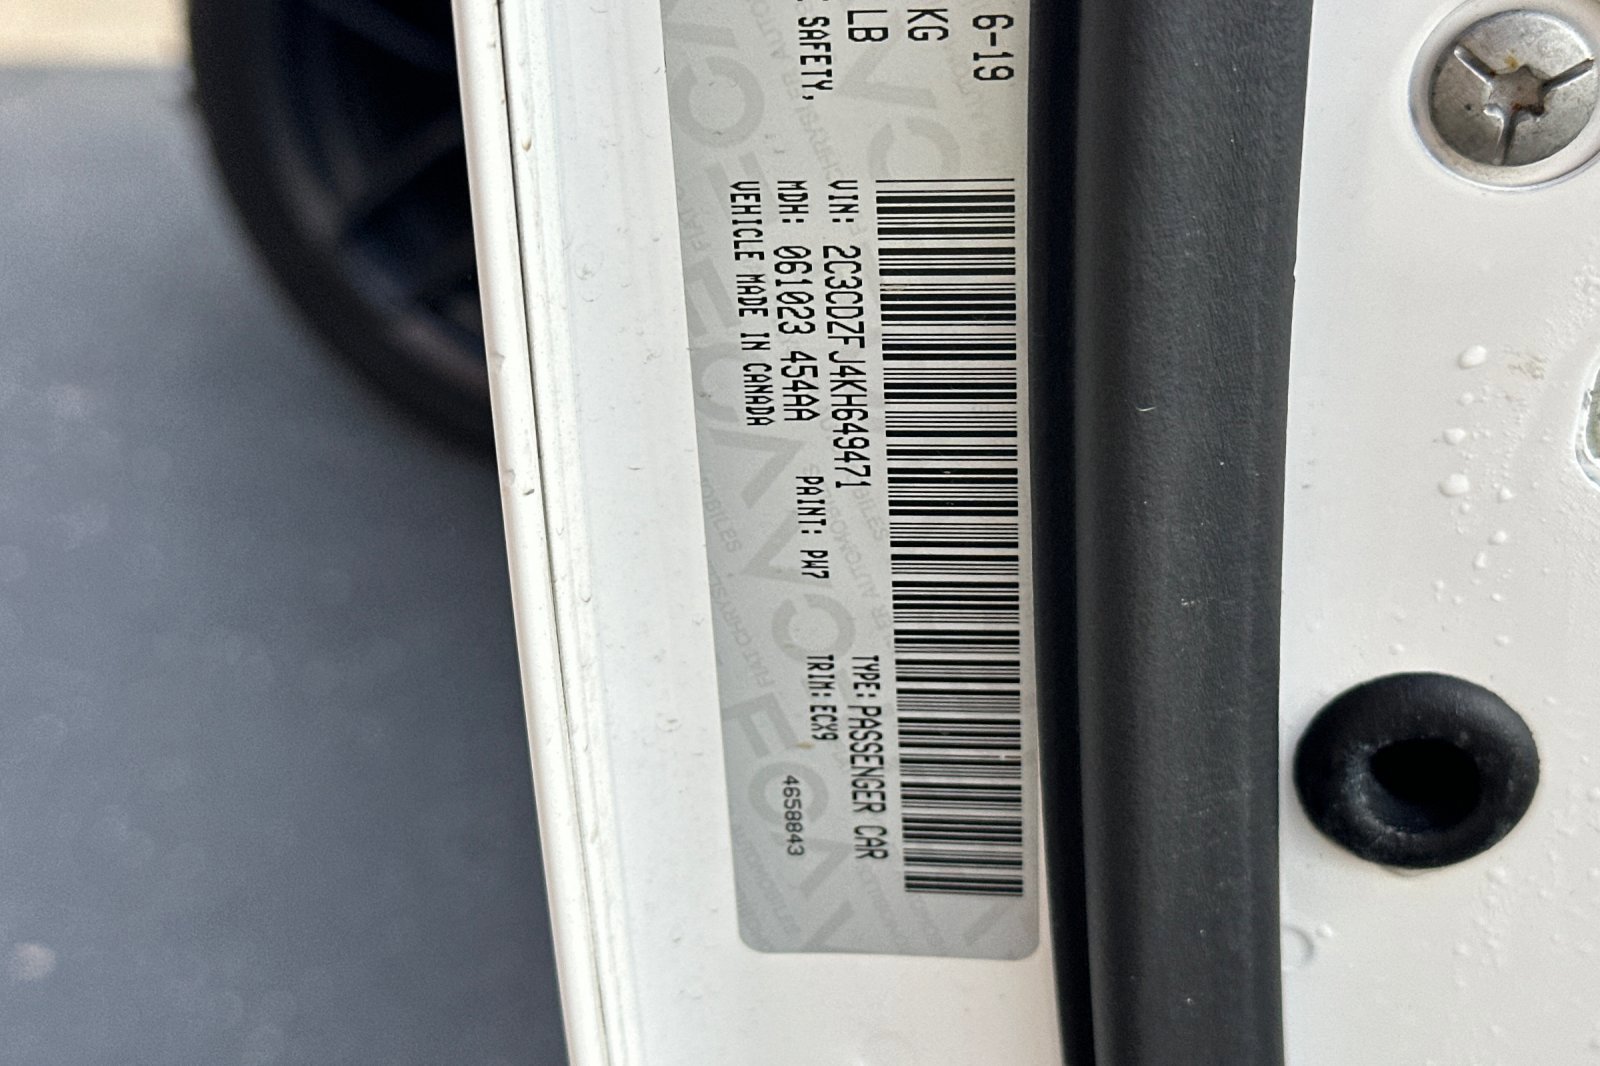 6-19
KG
LB
SAFETY,
VIN: 2C3CDZFJ4KH649471
TYPE: PASSENGER CAR
MDH: 061023 454AA
PAINT: PW7
TRIM: ECX9
VEHICLE MADE IN CANADA
4658843